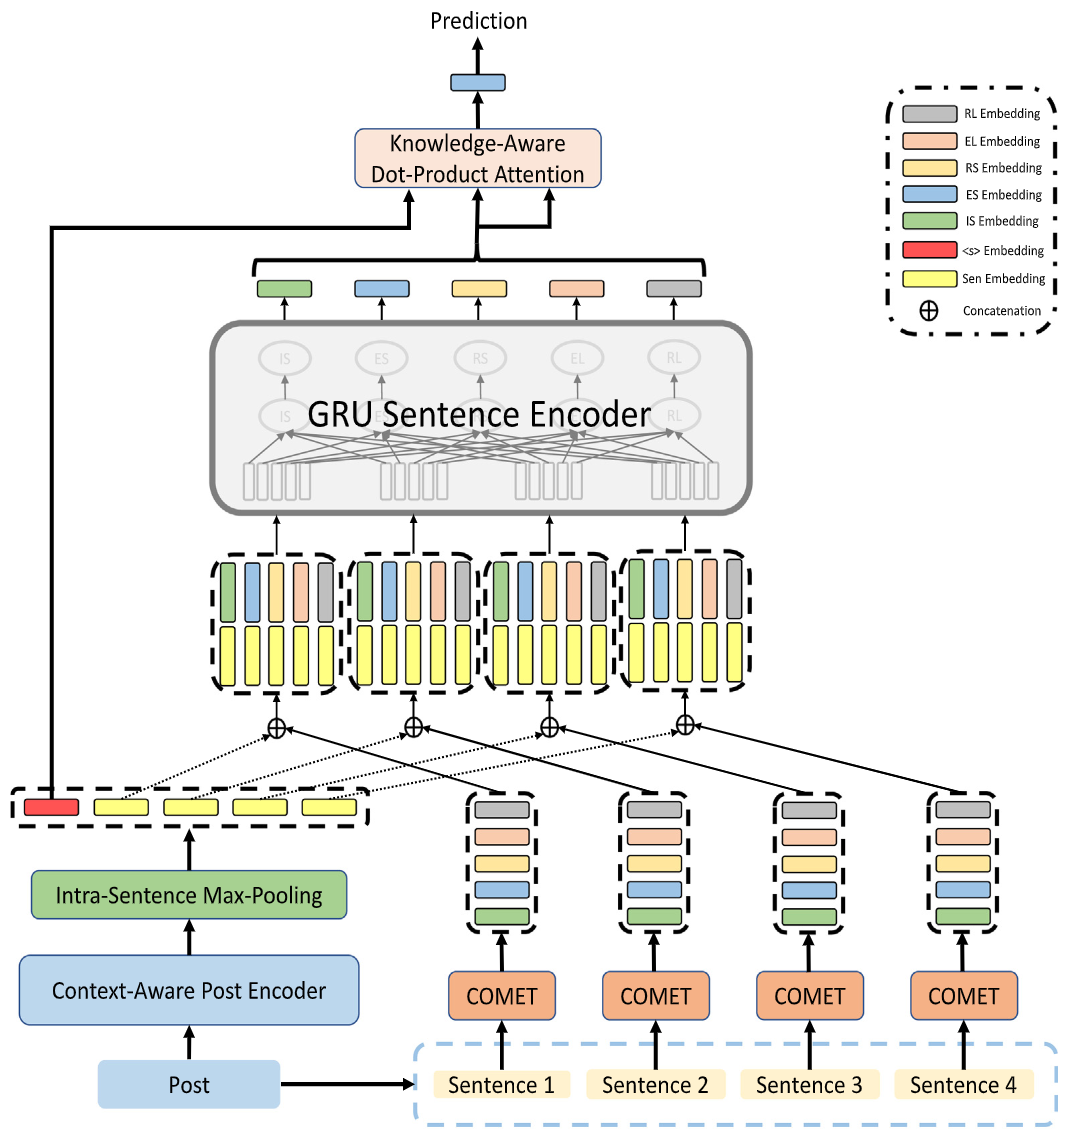 Prediction
Knowledge-Aware
Dot-Product Attention
RL Embedding
EL Embedding
RS Embedding
ES Embedding
IS Embedding
<s> Embedding
Sen Embedding
Concatenation
IS ES RS EL RL
GRU Sentence Encoder
IS ES RL
Intra-Sentence Max-Pooling
Context-Aware Post Encoder
COMET COMET COMET COMET
Post
Sentence 1 Sentence 2 Sentence 3 Sentence 4